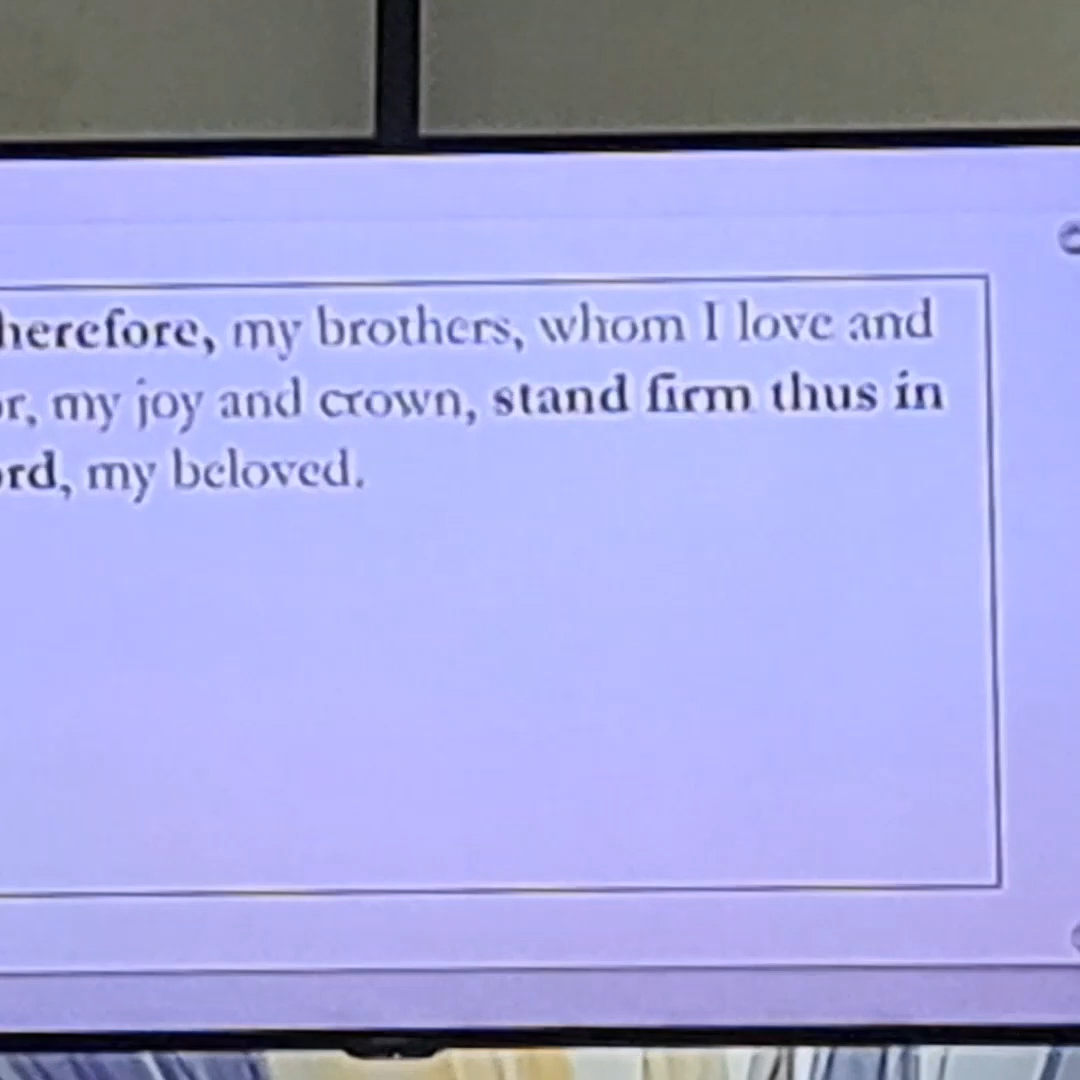 herefore, my brothers, whom I love and
r, my joy and crown, stand firm thus in
rd, my beloved.